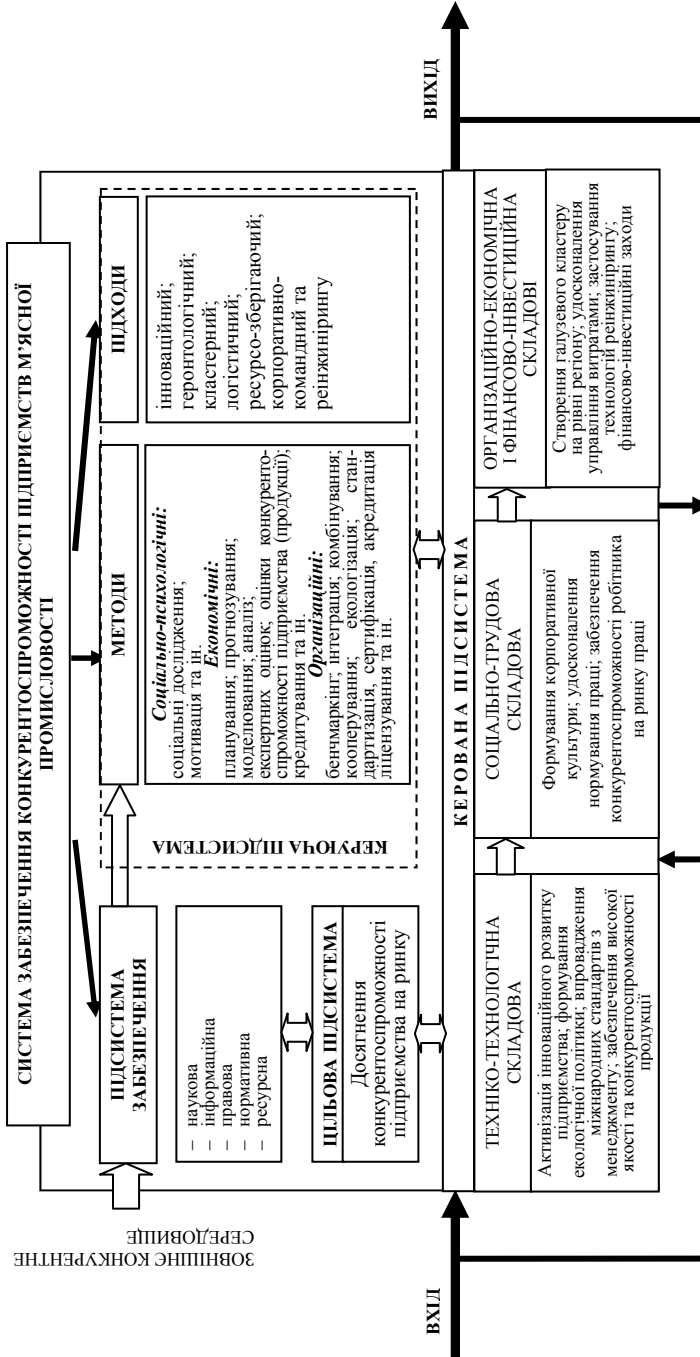 СИСТЕМА ЗАБЕЗПЕЧЕННЯ КОНКУРЕНТОСПРОМОЖНОСТІ ПІДПРИЄМСТВ М’ЯСНОЇ
ПРОМИСЛОВОСТІ
ЗОВНІШНЄ КОНКУРЕНТНЕ
СЕРЕДОВИЩЕ
ПІДСИСТЕМА
ЗАБЕЗПЕЧЕННЯ
– наукова
– інформаційна
– правова
– нормативна
– ресурсна
ЦІЛЬОВА ПІДСИСТЕМА
Досягнення
конкурентоспроможності
підприємства на ринку
КЕРУЮЧА ПІДСИСТЕМА
МЕТОДИ
Соціально-психологічні:
соціальні дослідження;
мотивація та ін.
Економічні:
планування; прогнозування;
моделювання; аналіз;
експертних оцінок; оцінки конкуренто-
спроможності підприємства (продукції);
кредитування та ін.
Організаційні:
бенчмаркінг; інтеграція; комбінування;
кооперування; екологізація; стан-
дартизація, сертифікація, акредитація
ліцензування та ін.
ПІДХОДИ
інноваційний;
геронтологічний;
кластерний;
логістичний;
ресурсо-зберігаючий;
корпоративно-
командний та
реінжинірингу
ВХІД
ВИХІД
КЕРОВАНА ПІДСИСТЕМА
ТЕХНІКО-ТЕХНОЛОГІЧНА
СКЛАДОВА
Активізація інноваційного розвитку
підприємства; формування
екологічної політики; впровадження
міжнародних стандартів з
менеджменту; забезпечення високої
якості та конкурентоспроможності
продукції
СОЦІАЛЬНО-ТРУДОВА
СКЛАДОВА
Формування корпоративної
культури; удосконалення
нормування праці; забезпечення
конкурентоспроможності робітника
на ринку праці
ОРГАНІЗАЦІЙНО-ЕКОНОМІЧНА
І ФІНАНСОВО-ІНВЕСТИЦІЙНА
СКЛАДОВІ
Створення галузевого кластеру
на рівні регіону; удосконалення
управління витратами; застосування
технологій реінжинірингу;
фінансово-інвестиційні заходи